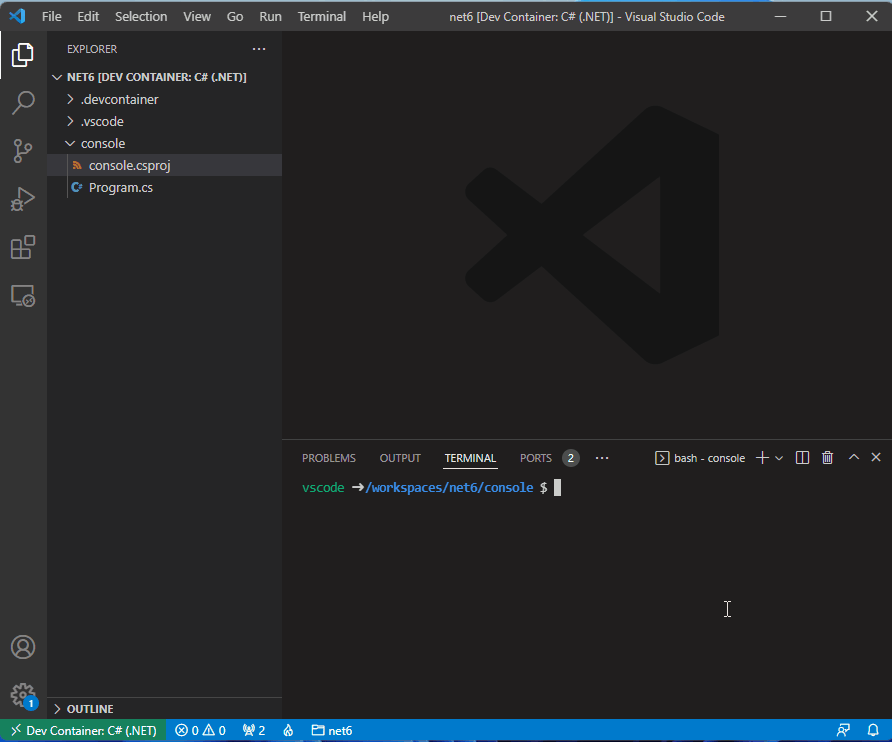 File Edit Selection View Go Run Terminal Help net6 [Dev Container: C# (.NET)] - Visual Studio Code
EXPLORER
NET6 [DEV CONTAINER: C# (.NET)]
.devcontainer
.vscode
console
console.csproj
C# Program.cs
PROBLEMS OUTPUT TERMINAL PORTS 2 bash - console
vscode ➜/workspaces/net6/console $
1
OUTLINE
Dev Container: C# (.NET) 0 0 2 net6